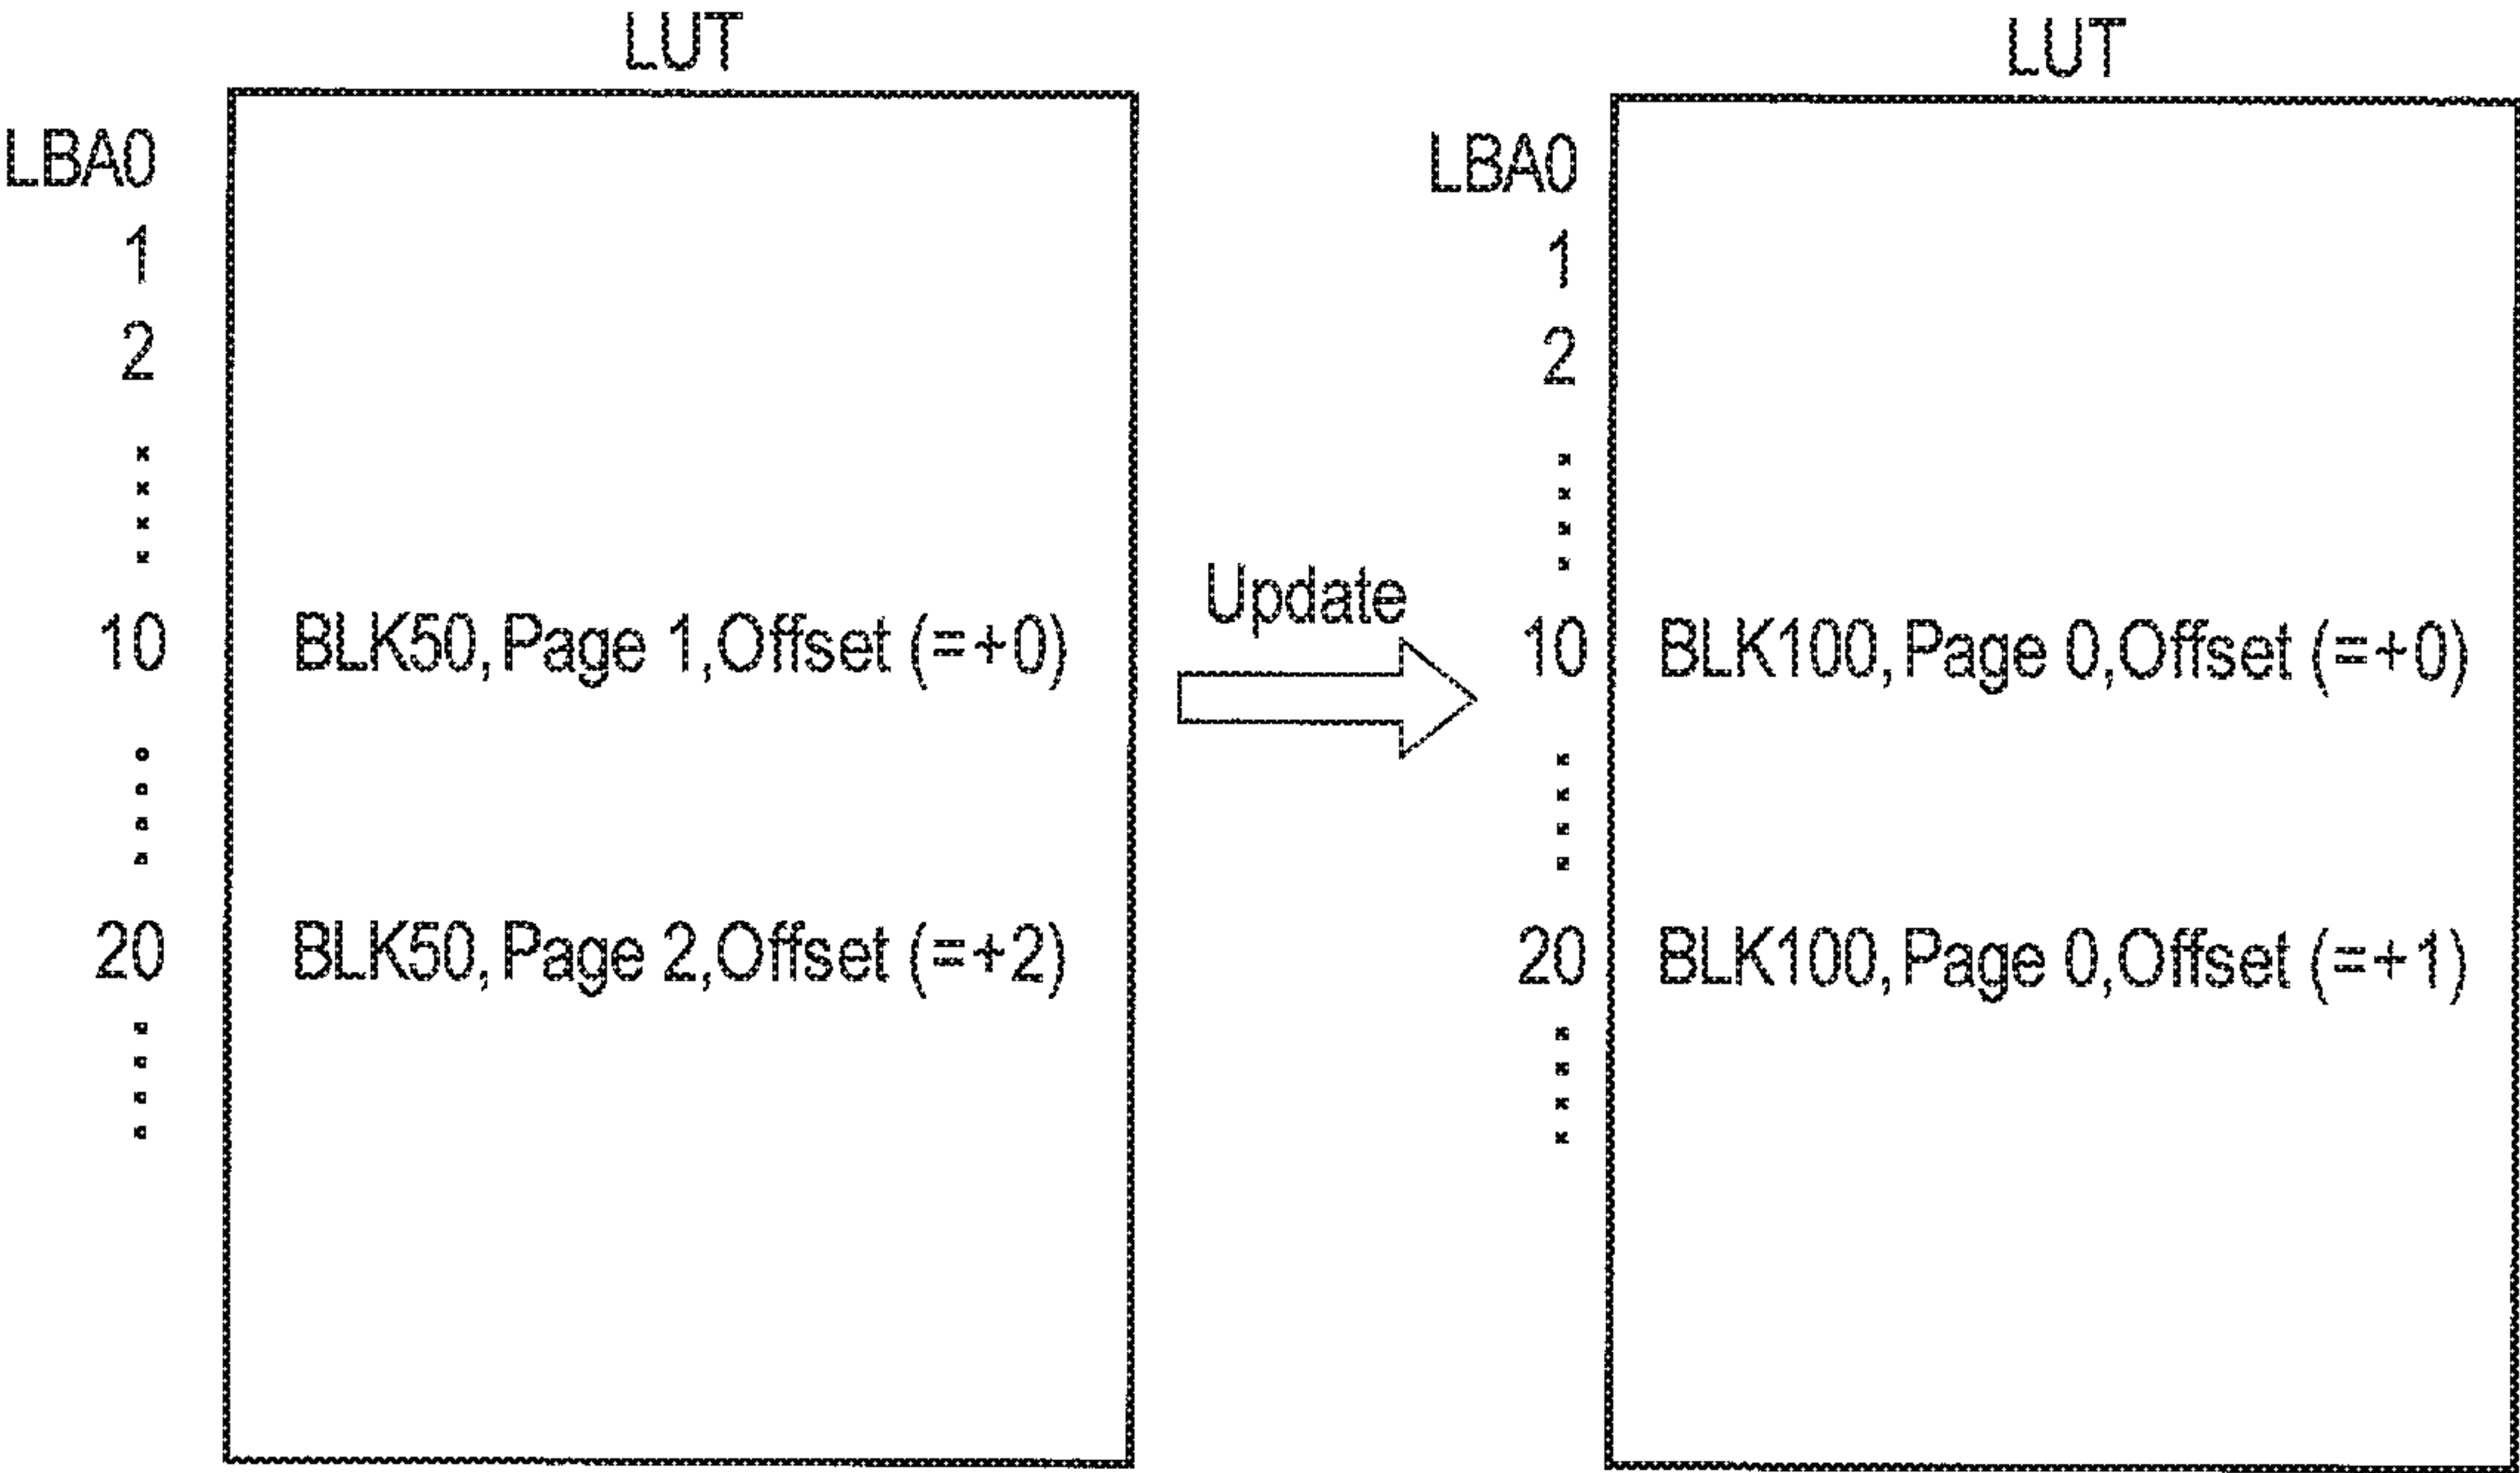 LUT
LBA0
1
2
10 BLK50, Page 1, Offset (=+0)
20 BLK50, Page 2, Offset (=+2)
Update
LUT
LBA0
1
2
10 BLK100, Page 0, Offset (=+0)
20 BLK100, Page 0, Offset (=+1)